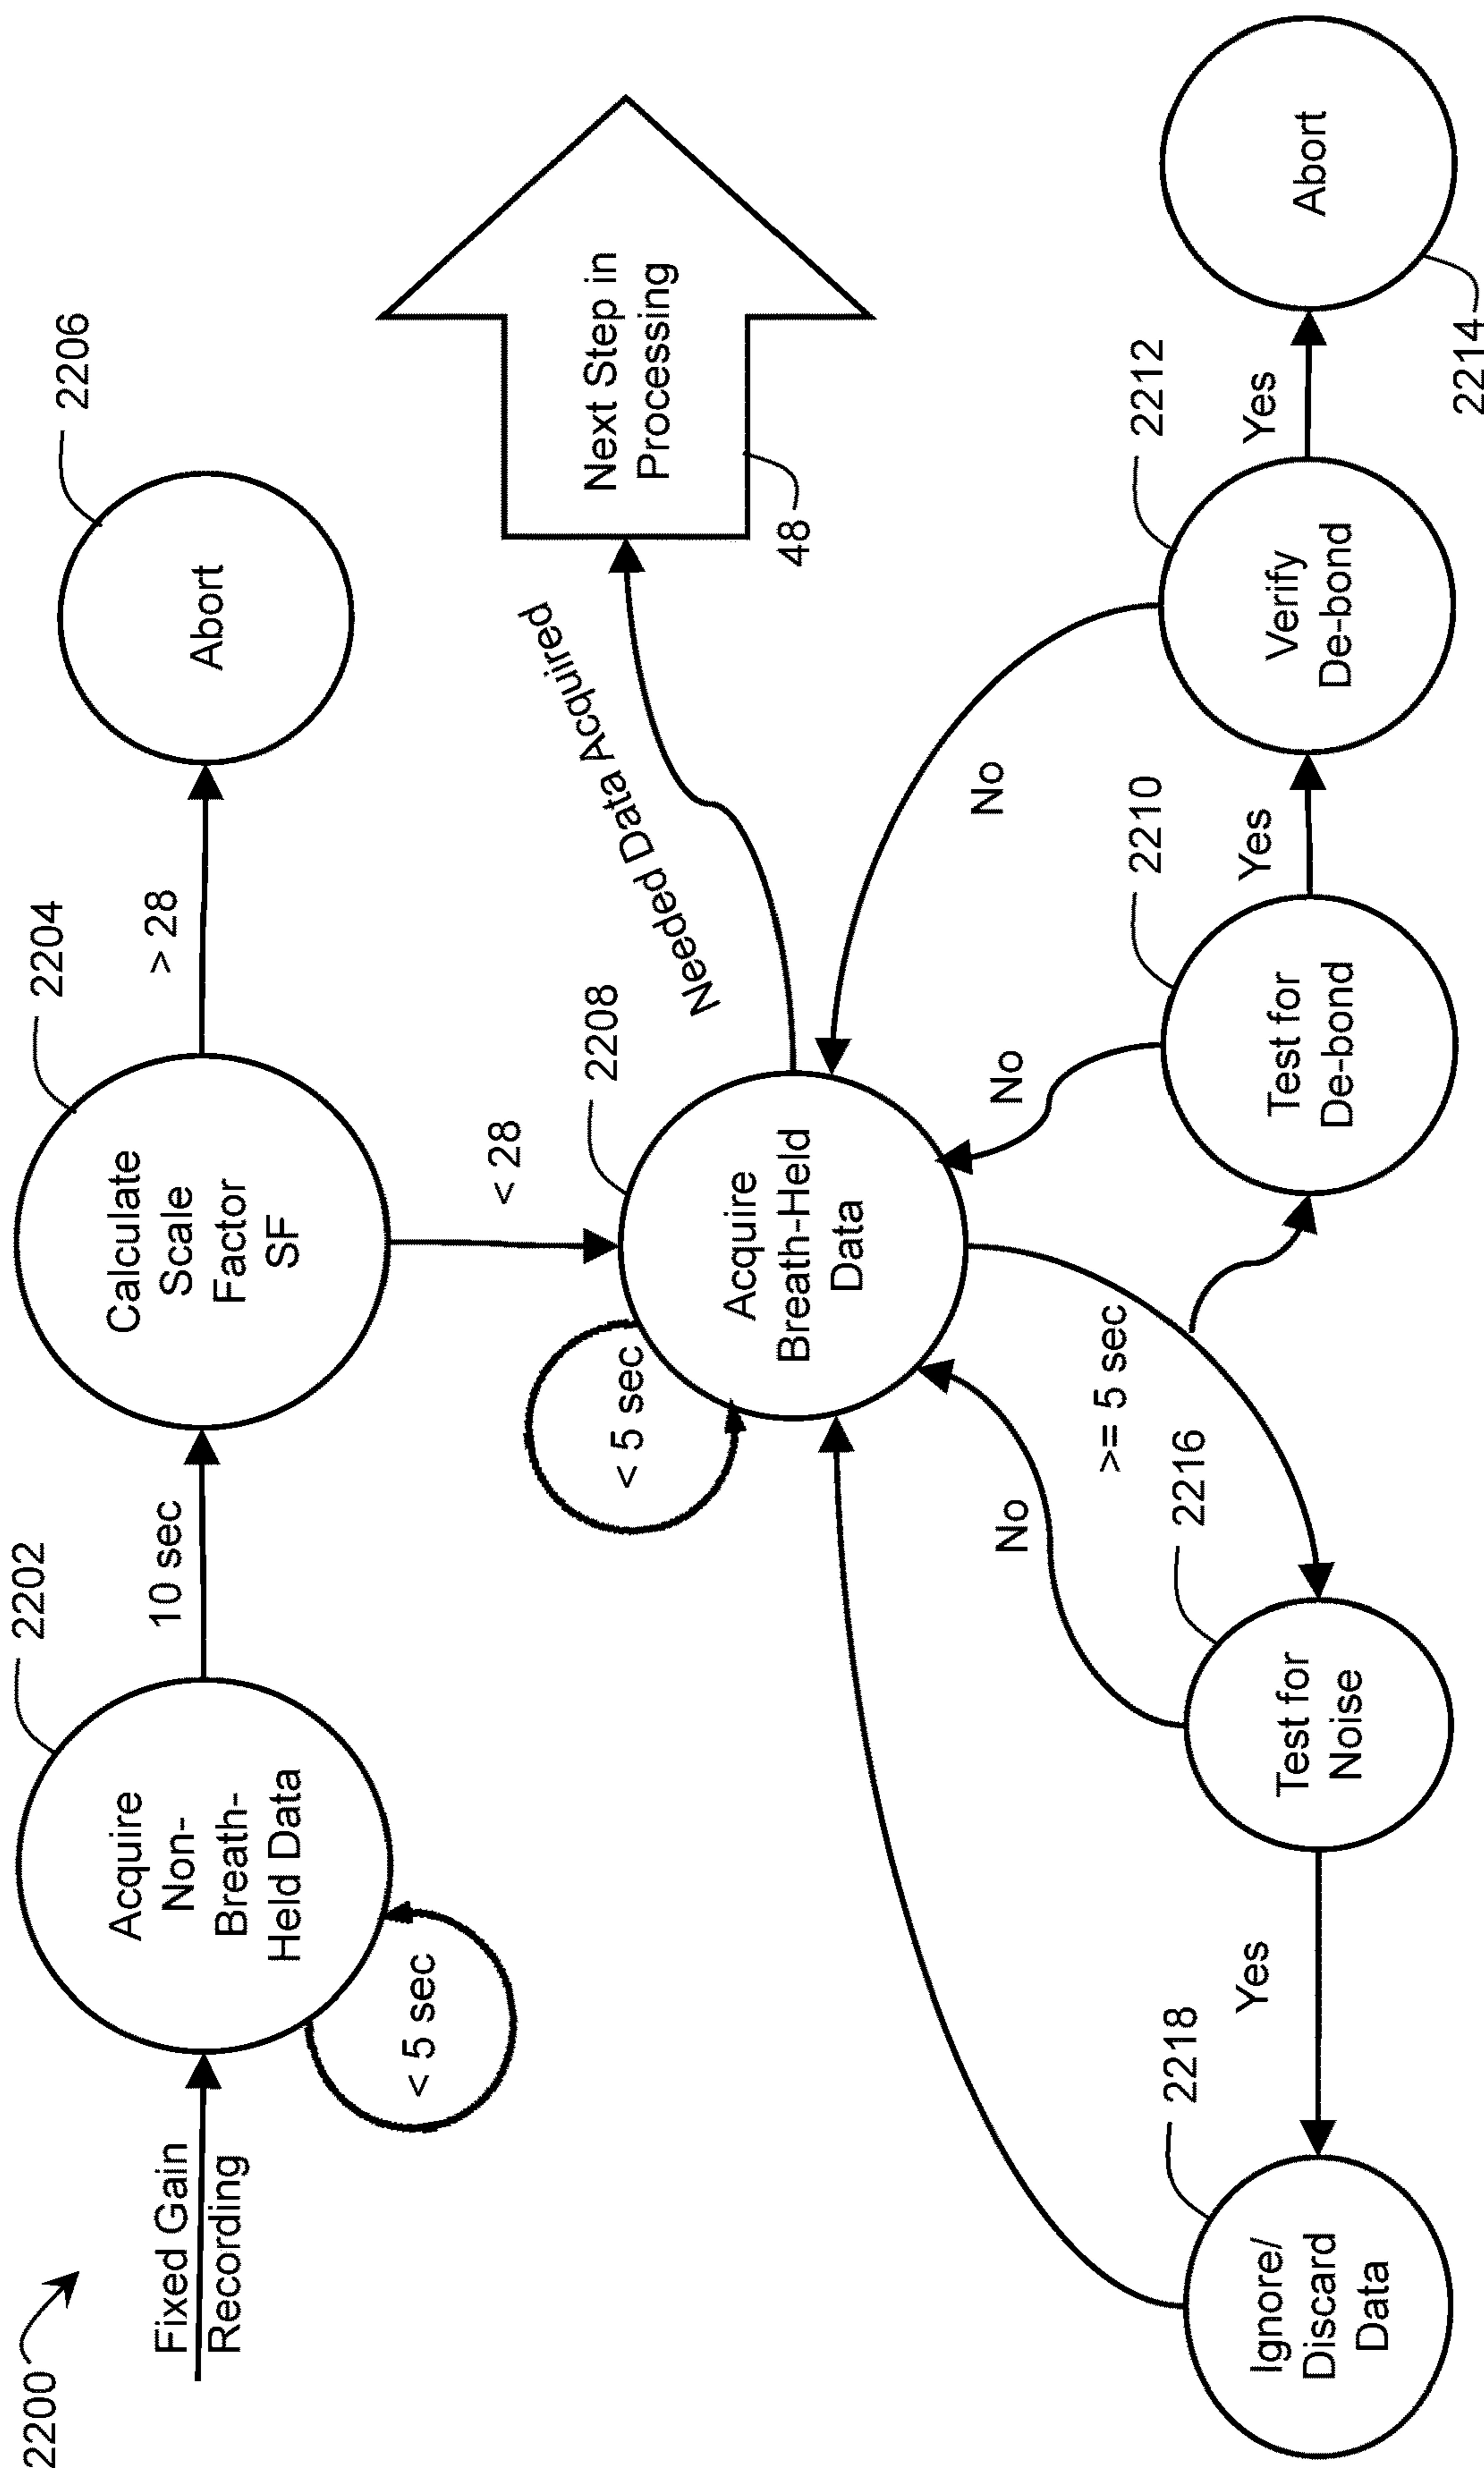 2200
Fixed Gain
Recording
2202
Acquire
Non-
Breath-
Held Data
< 5 sec
10 sec
2204
Calculate
Scale
Factor
SF
> 28
2206
Abort
< 28
2208
Acquire
Breath-Held
Data
< 5 sec
Needed Data Acquired
Next Step in
Processing
48
No
No
No
>= 5 sec
2218
Ignore/
Discard
Data
Yes
2216
Test for
Noise
2210
Test for
De-bond
Yes
2212
Verify
De-bond
Yes
Abort
2214